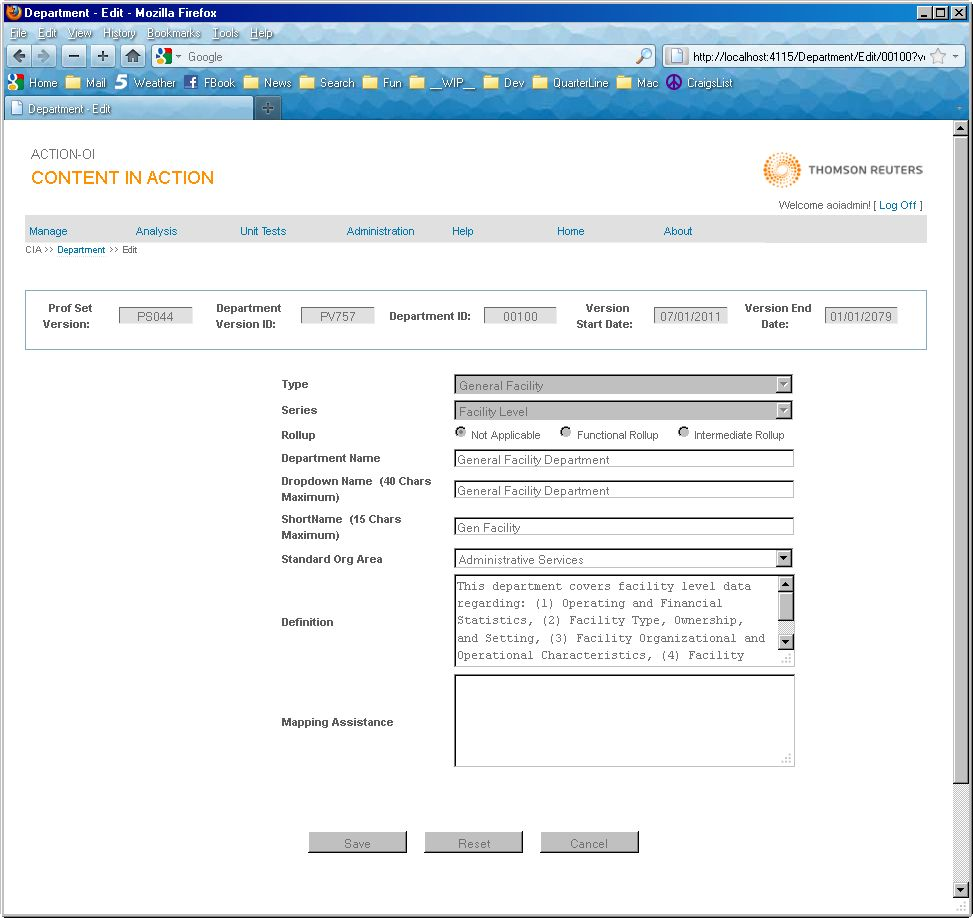 Department - Edit - Mozilla Firefox
File Edit View History Bookmarks Tools Help
Google
http://localhost:4115/Department/Edit/00100?v
Home Mail Weather FBook News Search Fun __WIP__ Dev QuarterLine Mac CraigsList
Department - Edit
ACTION-OI
CONTENT IN ACTION
THOMSON REUTERS
Welcome aoiadmin! [ Log Off ]
Manage Analysis Unit Tests Administration Help Home About
CIA >> Department >> Edit
Prof Set Version: PS044
Department Version ID: PV757
Department ID: 00100
Version Start Date: 07/01/2011
Version End Date: 01/01/2079
Type General Facility
Series Facility Level
Rollup Not Applicable Functional Rollup Intermediate Rollup
Department Name General Facility Department
Dropdown Name (40 Chars Maximum) General Facility Department
ShortName (15 Chars Maximum) Gen Facility
Standard Org Area Administrative Services
Definition
This department covers facility level data
regarding: (1) Operating and Financial
Statistics, (2) Facility Type, Ownership,
and Setting, (3) Facility Organizational and
Operational Characteristics, (4) Facility
Mapping Assistance
Save Reset Cancel